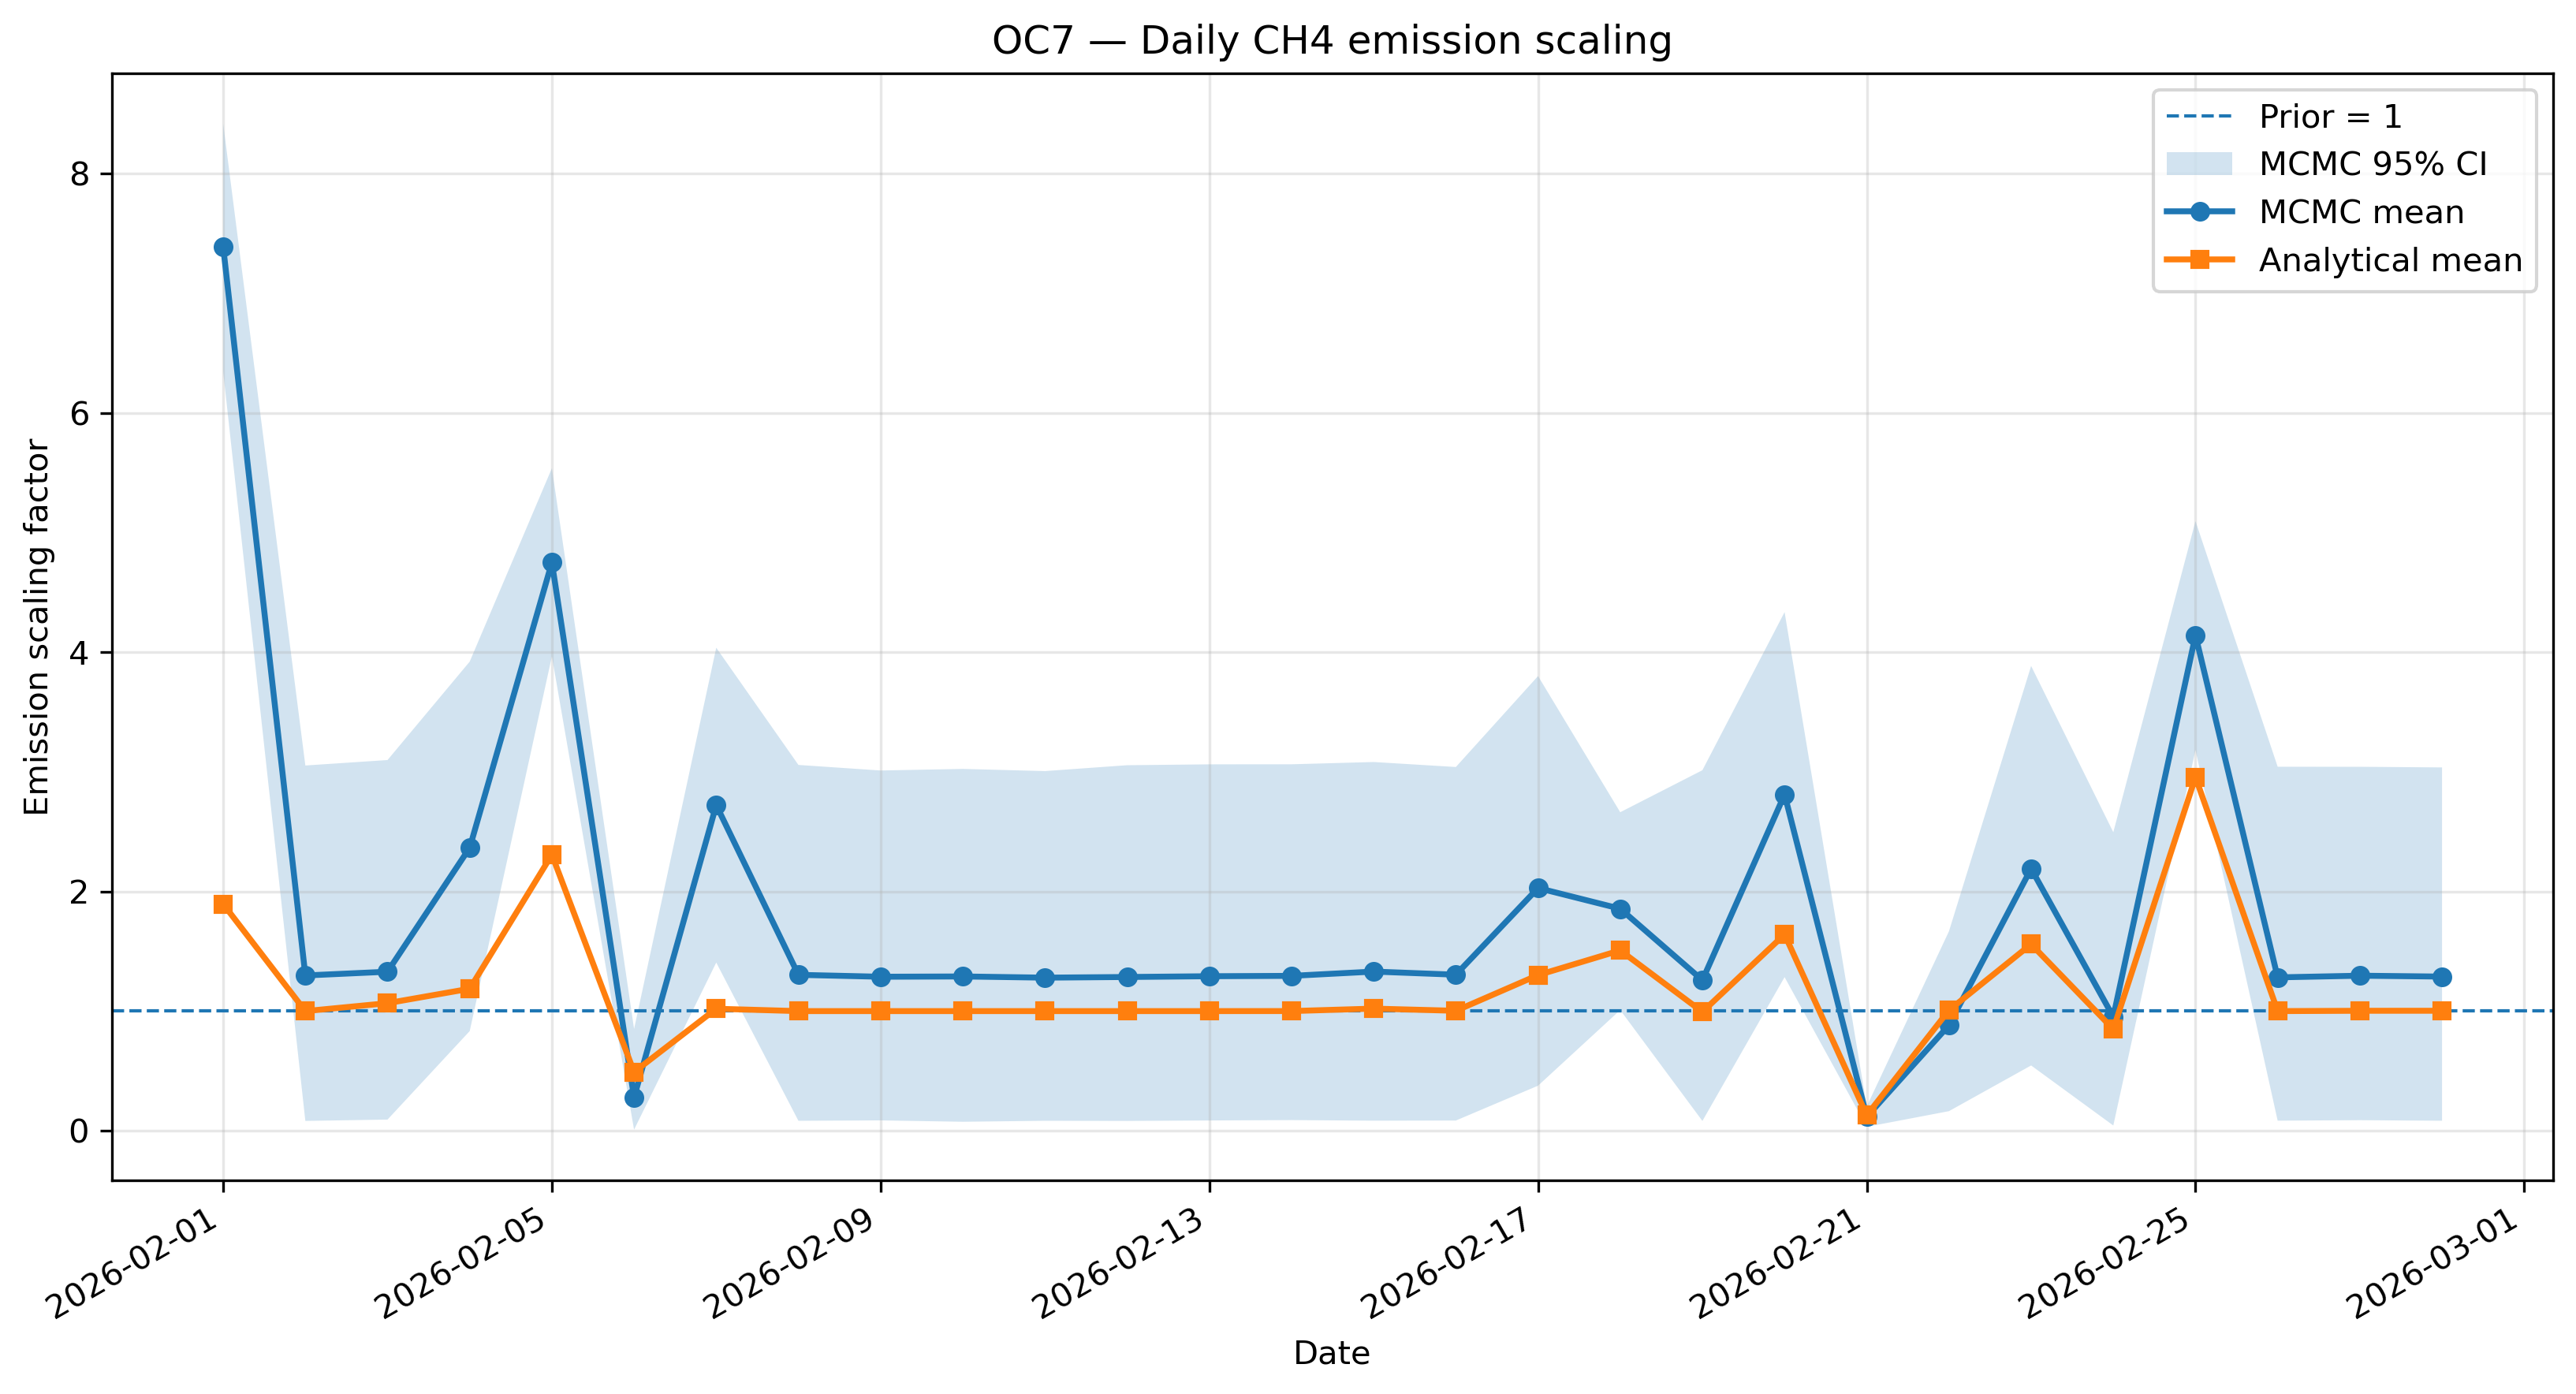 OC7 — Daily CH4 emission scaling
Prior = 1
MCMC 95% CI
MCMC mean
Analytical mean
Emission scaling factor
8
6
4
2
0
2026-02-01
2026-02-05
2026-02-09
2026-02-13
2026-02-17
2026-02-21
2026-02-25
2026-03-01
Date